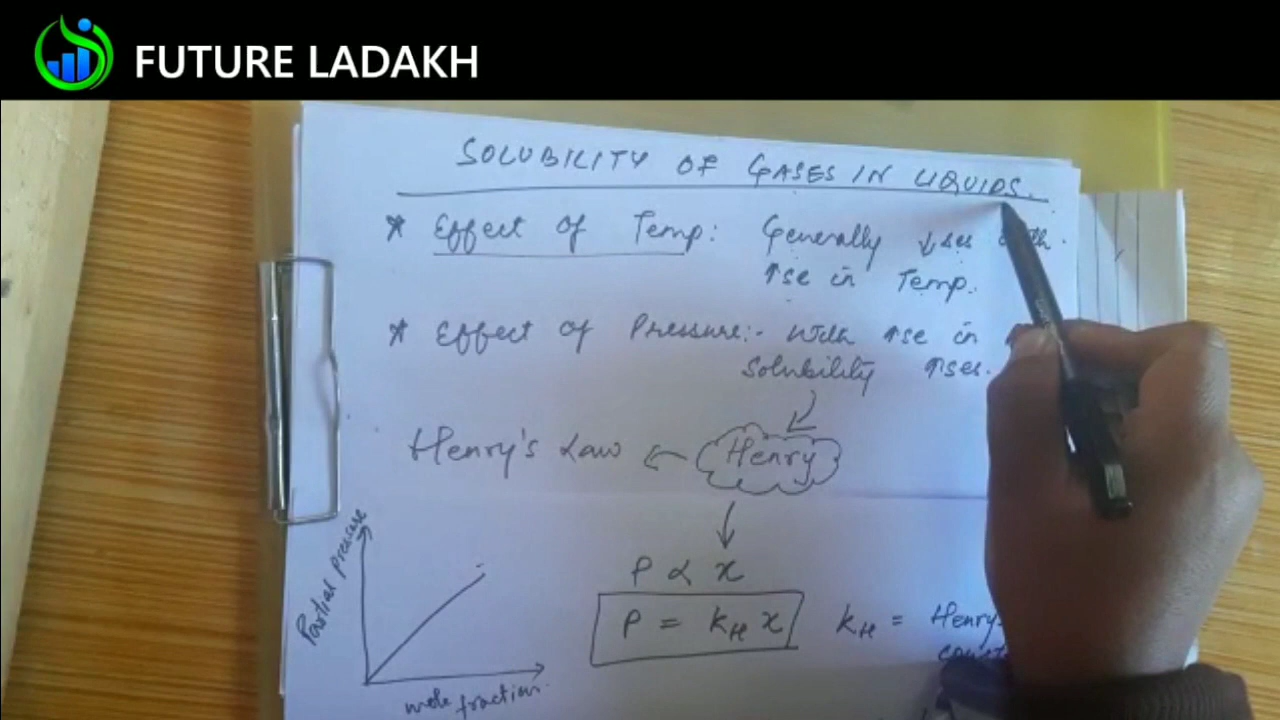 FUTURE LADAKH
SOLUBILITY OF GASES IN LIQUIDS.
* Effect of Temp: Generally ↓ses
↑se in Temp.
* Effect of Pressure:- With ↑se in
Solubility ↑ses.
Henry's Law ← Henry
P α x
P = KH x KH = Henry's
Partial pressure
mole fraction.